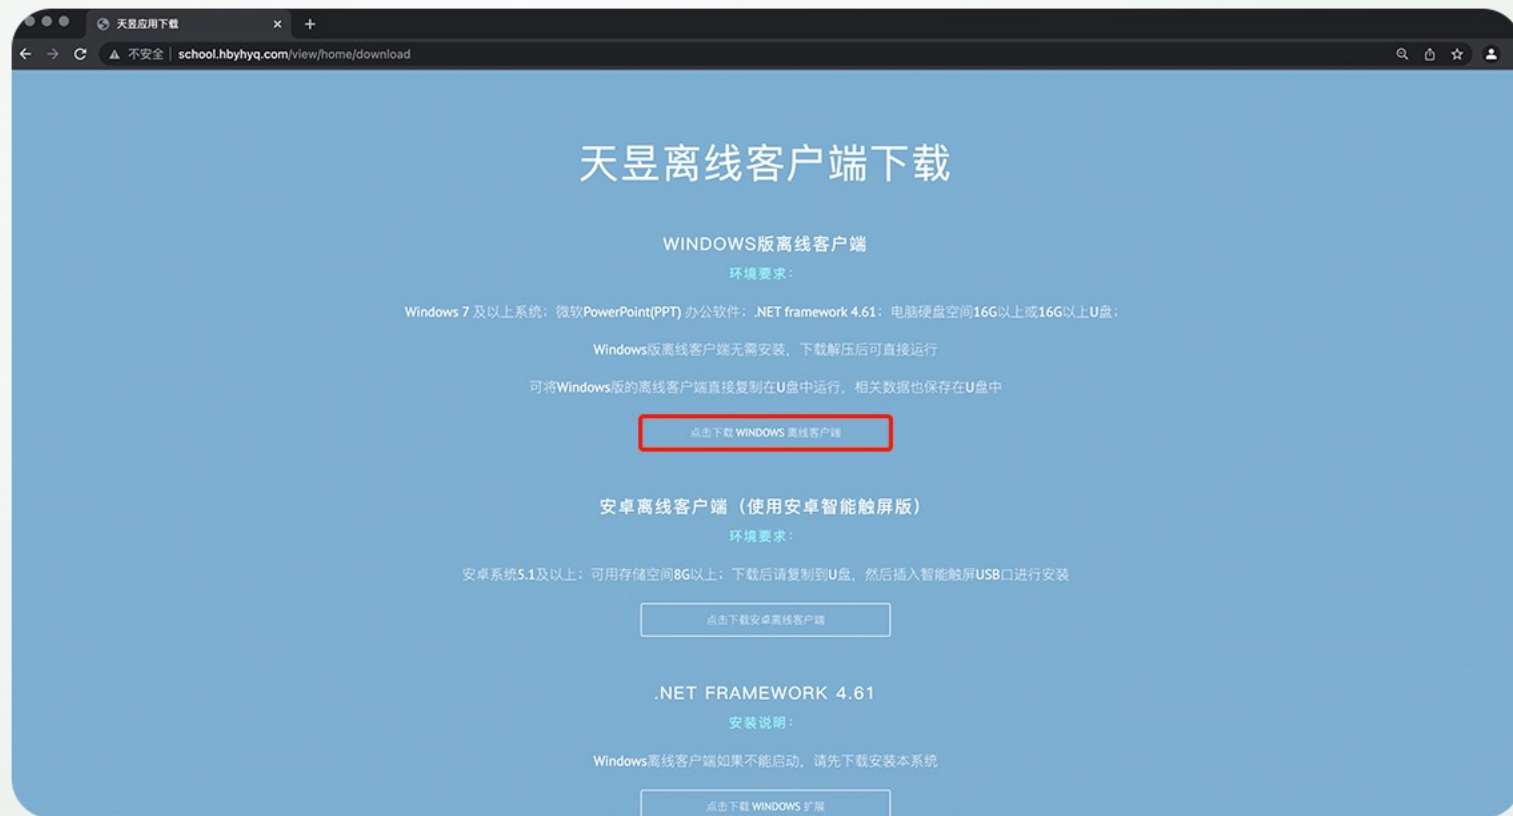 天昱应用下载
不安全 | school.hbyhyq.com/view/home/download
天昱离线客户端下载
WINDOWS版离线客户端
环境要求：
Windows 7 及以上系统；微软PowerPoint(PPT) 办公软件；.NET framework 4.61；电脑硬盘空间16G以上或16G以上U盘；
Windows版离线客户端无需安装，下载解压后可直接运行
可将Windows版的离线客户端直接复制在U盘中运行，相关数据也保存在U盘中
点击下载 WINDOWS 离线客户端
安卓离线客户端（使用安卓智能触屏版）
环境要求：
安卓系统5.1及以上；可用存储空间8G以上；下载后请复制到U盘，然后插入智能触屏USB口进行安装
点击下载安卓离线客户端
.NET FRAMEWORK 4.61
安装说明：
Windows离线客户端如果不能启动，请先下载安装本系统
点击下载 WINDOWS 扩展